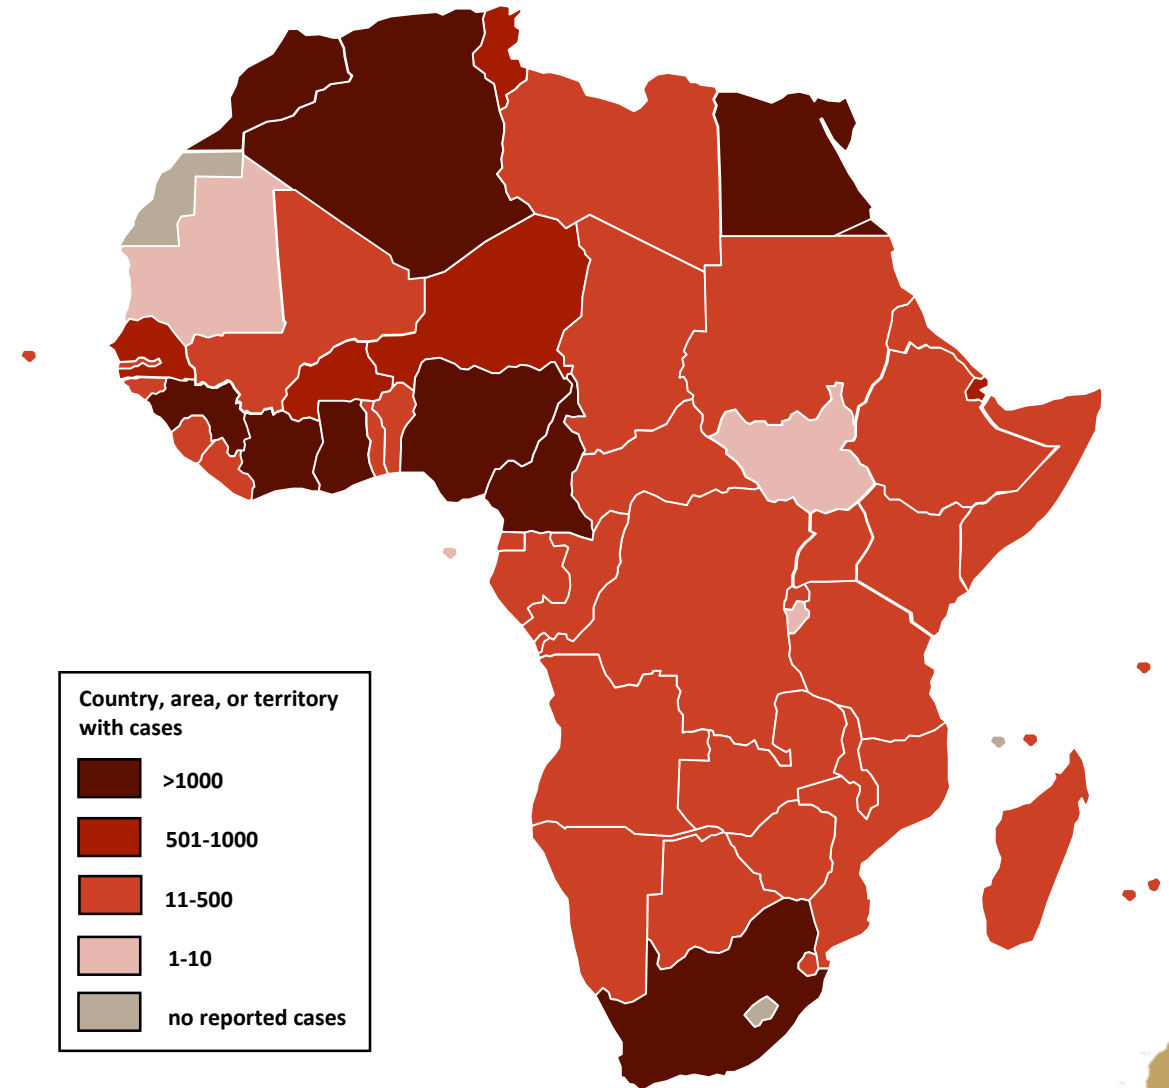 Country, area, or territory
with cases
>1000
501-1000
11-500
1-10
no reported cases